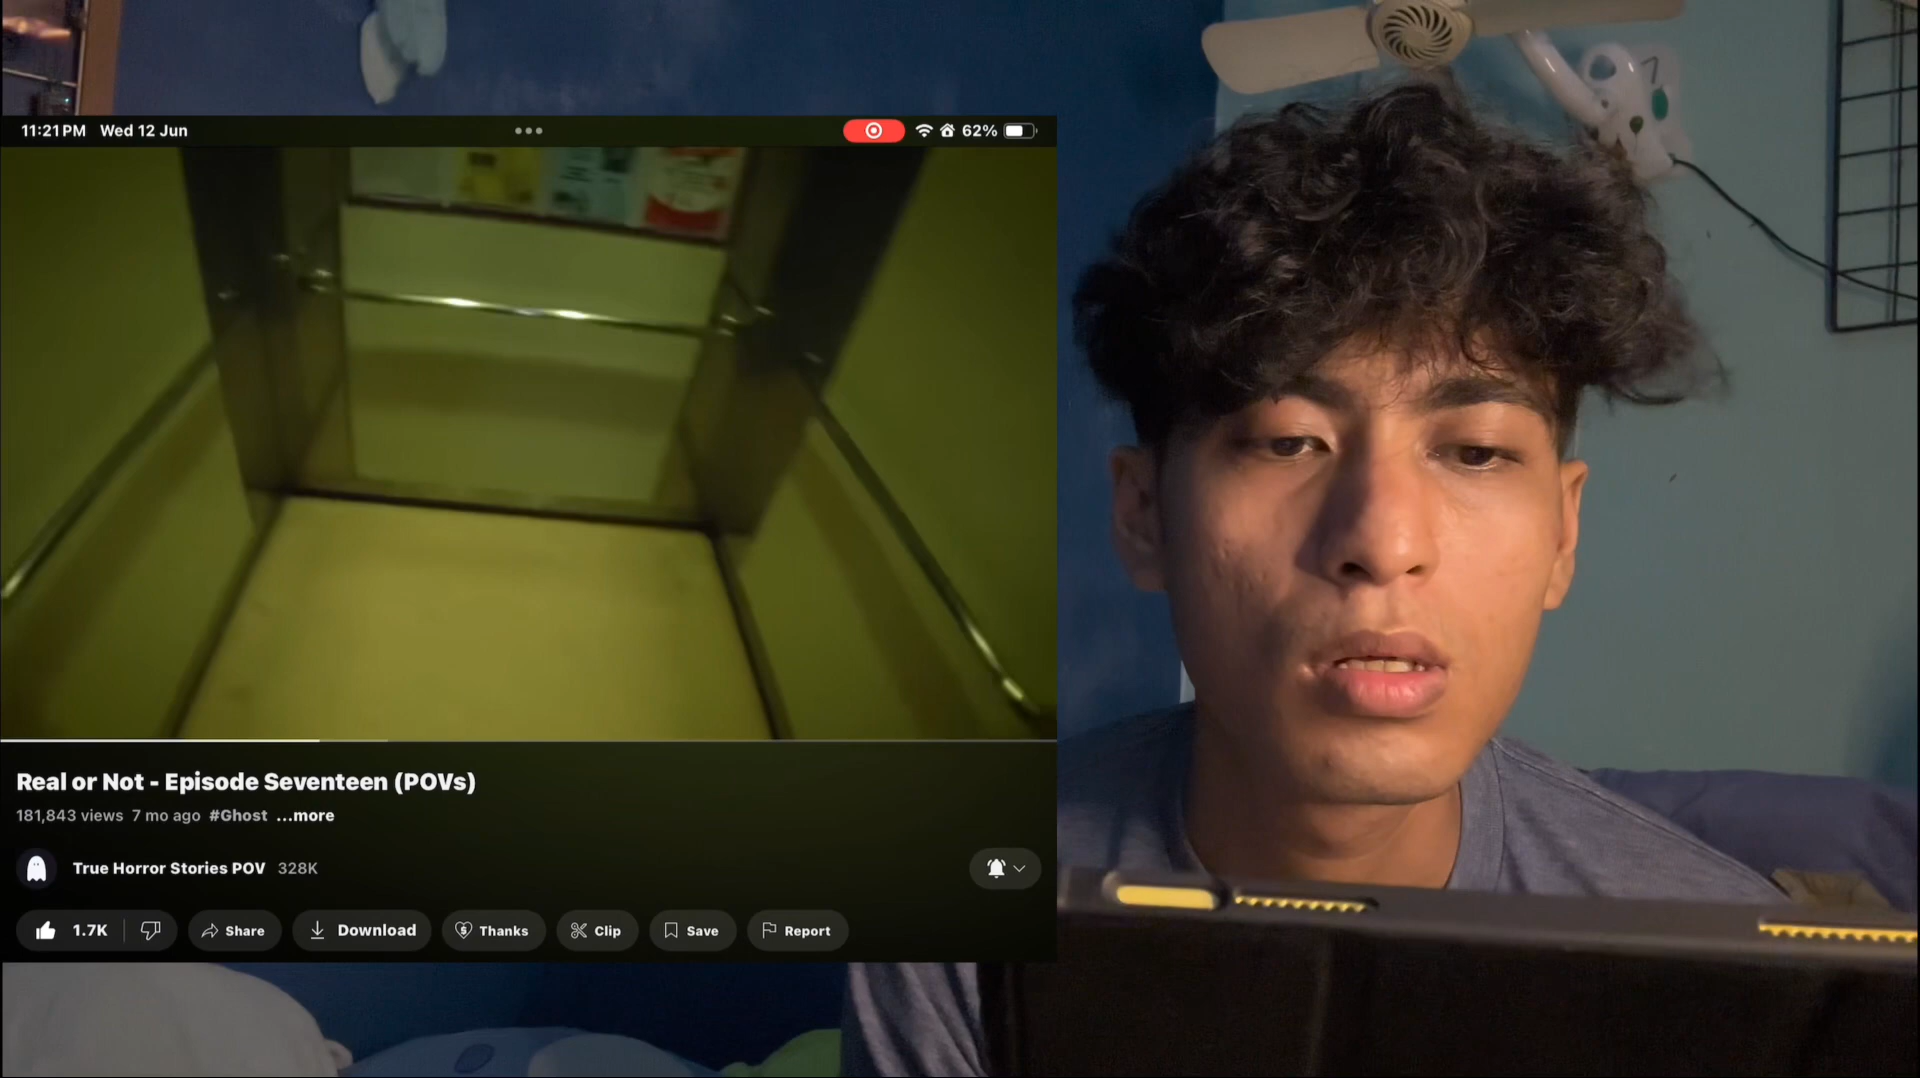 11:21 PM Wed 12 Jun 62%
Real or Not - Episode Seventeen (POVs)
181,843 views 7 mo ago #Ghost ...more
True Horror Stories POV 328K
1.7K Share Download Thanks Clip Save Report